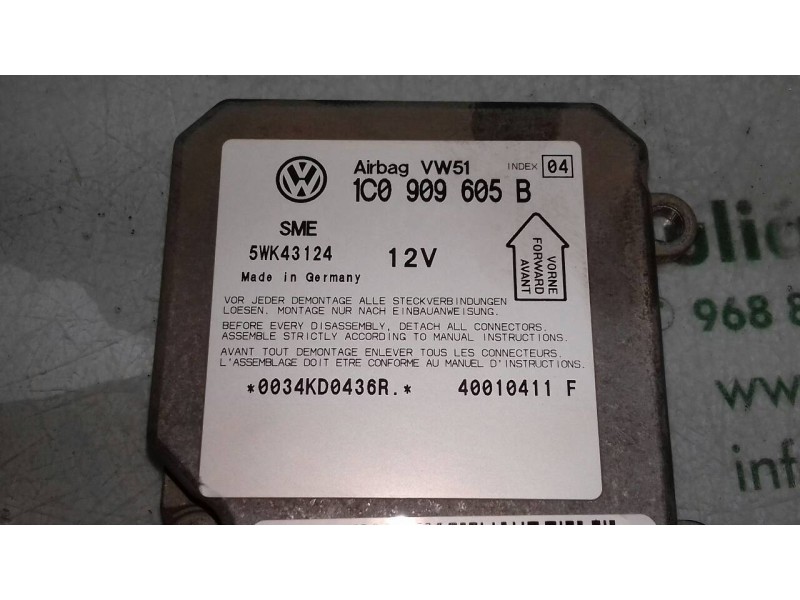 Airbag VW51
INDEX 04
1C0 909 605 B
SME
5WK43124
12V
Made in Germany
VORNE
FORWARD
AVANT
VOR JEDER DEMONTAGE ALLE STECKVERBINDUNGEN
LOESEN. MONTAGE NUR NACH EINBAUANWEISUNG.
BEFORE EVERY DISASSEMBLY, DETACH ALL CONNECTORS.
ASSEMBLE STRICTLY ACCORDING TO MANUAL INSTRUCTIONS.
AVANT TOUT DEMONTAGE ENLEVER TOUS LES CONNECTEURS.
L'ASSEMBLAGE DOIT ETRE CONFORME AU MANUEL D'INSTRUCTIONS.
*0034KD0436R.*
40010411 F
968 8
info